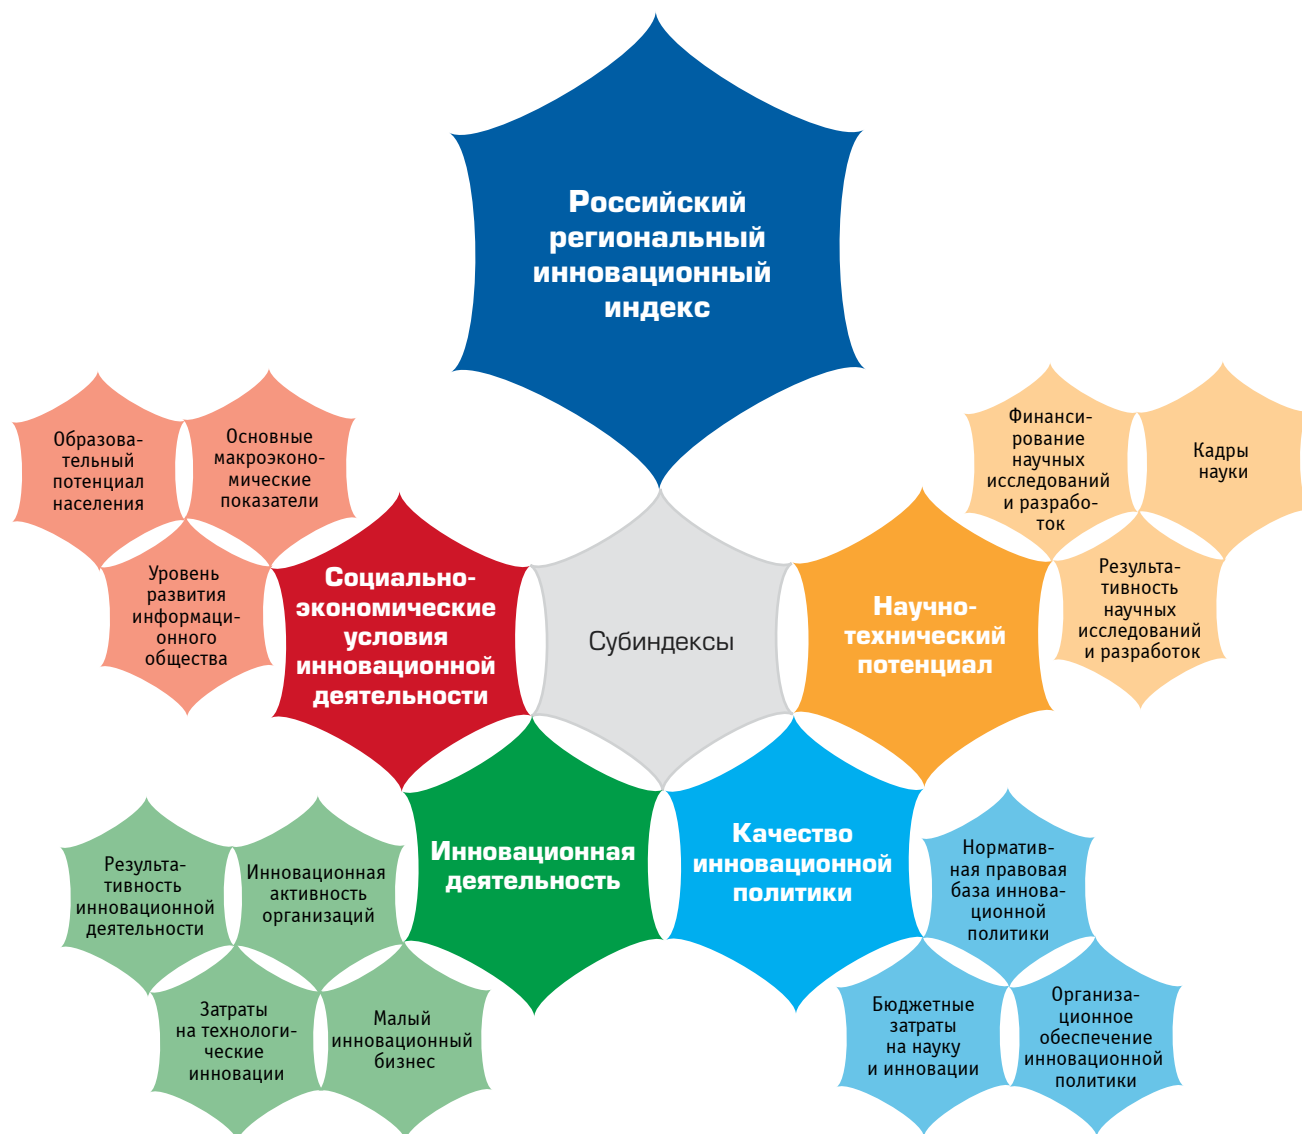 Российский
региональный
инновационный
индекс
Образова-
тельный
потенциал
населения
Основные
макроэконо-
мические
показатели
Уровень
развития
информаци-
онного
общества
Социально-
экономические
условия
инновационной
деятельности
Субиндексы
Научно-
технический
потенциал
Финанси-
рование
научных
исследований
и разрабо-
ток
Кадры
науки
Результа-
тивность
научных
исследований
и разработок
Инновационная
деятельность
Качество
инновационной
политики
Результа-
тивность
инновационной
деятельности
Инновационная
активность
организаций
Затраты
на технологи-
ческие
инновации
Малый
инновационный
бизнес
Норматив-
ная правовая
база иннова-
ционной
политики
Бюджетные
затраты
на науку
и инновации
Организа-
ционное
обеспечение
инновационной
политики